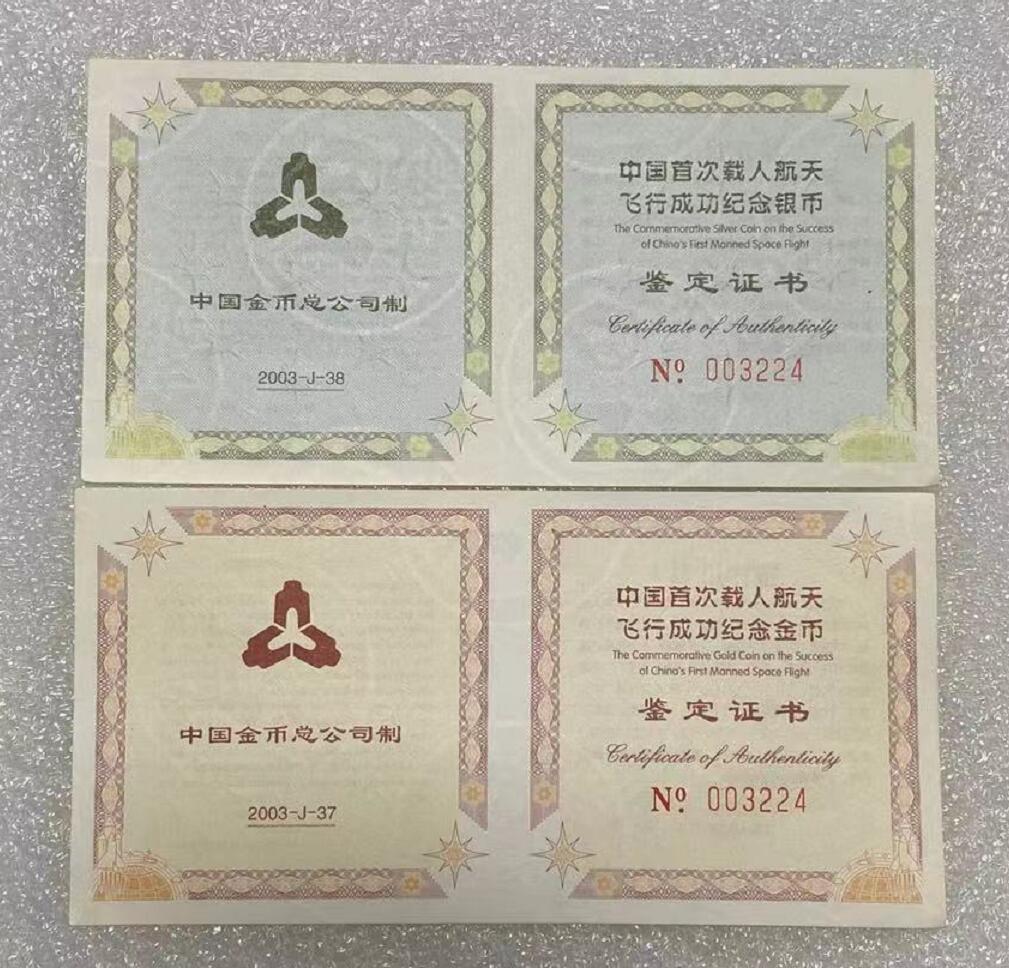 中国金币总公司制
2003-J-38
中国首次载人航天
飞行成功纪念银币
The Commemorative Silver Coin on the Success
of China's First Manned Space Flight
鉴定证书
Certificate of Authenticity
Nº 003224
中国金币总公司制
2003-J-37
中国首次载人航天
飞行成功纪念金币
The Commemorative Gold Coin on the Success
of China's First Manned Space Flight
鉴定证书
Certificate of Authenticity
Nº 003224